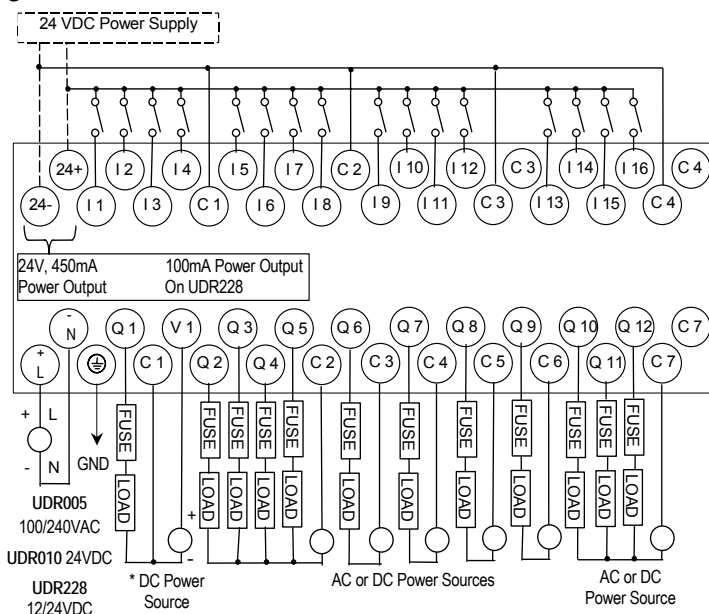 24 VDC Power Supply
24+ I 2 I 4 I 5 I 7 C 2 I 10 I 12 C 3 I 14 I 16 C 4
24- I 1 I 3 C 1 I 6 I 8 I 9 I 11 C 3 I 13 I 15 C 4
24V, 450mA 100mA Power Output
Power Output On UDR228
- N Q 1 V 1 Q 3 Q 5 Q 6 Q 7 Q 8 Q 9 Q 10 Q 12 C 7
+ L C 1 Q 2 Q 4 C 2 C 3 C 4 C 5 C 6 Q 11 C 7
+ L FUSE FUSE FUSE FUSE FUSE FUSE FUSE FUSE FUSE FUSE FUSE FUSE
- N GND LOAD LOAD LOAD LOAD LOAD LOAD LOAD LOAD LOAD LOAD LOAD LOAD
+
-
UDR005
100/240VAC
UDR010 24VDC
UDR228
12/24VDC
* DC Power
Source
AC or DC Power Sources
AC or DC
Power Source